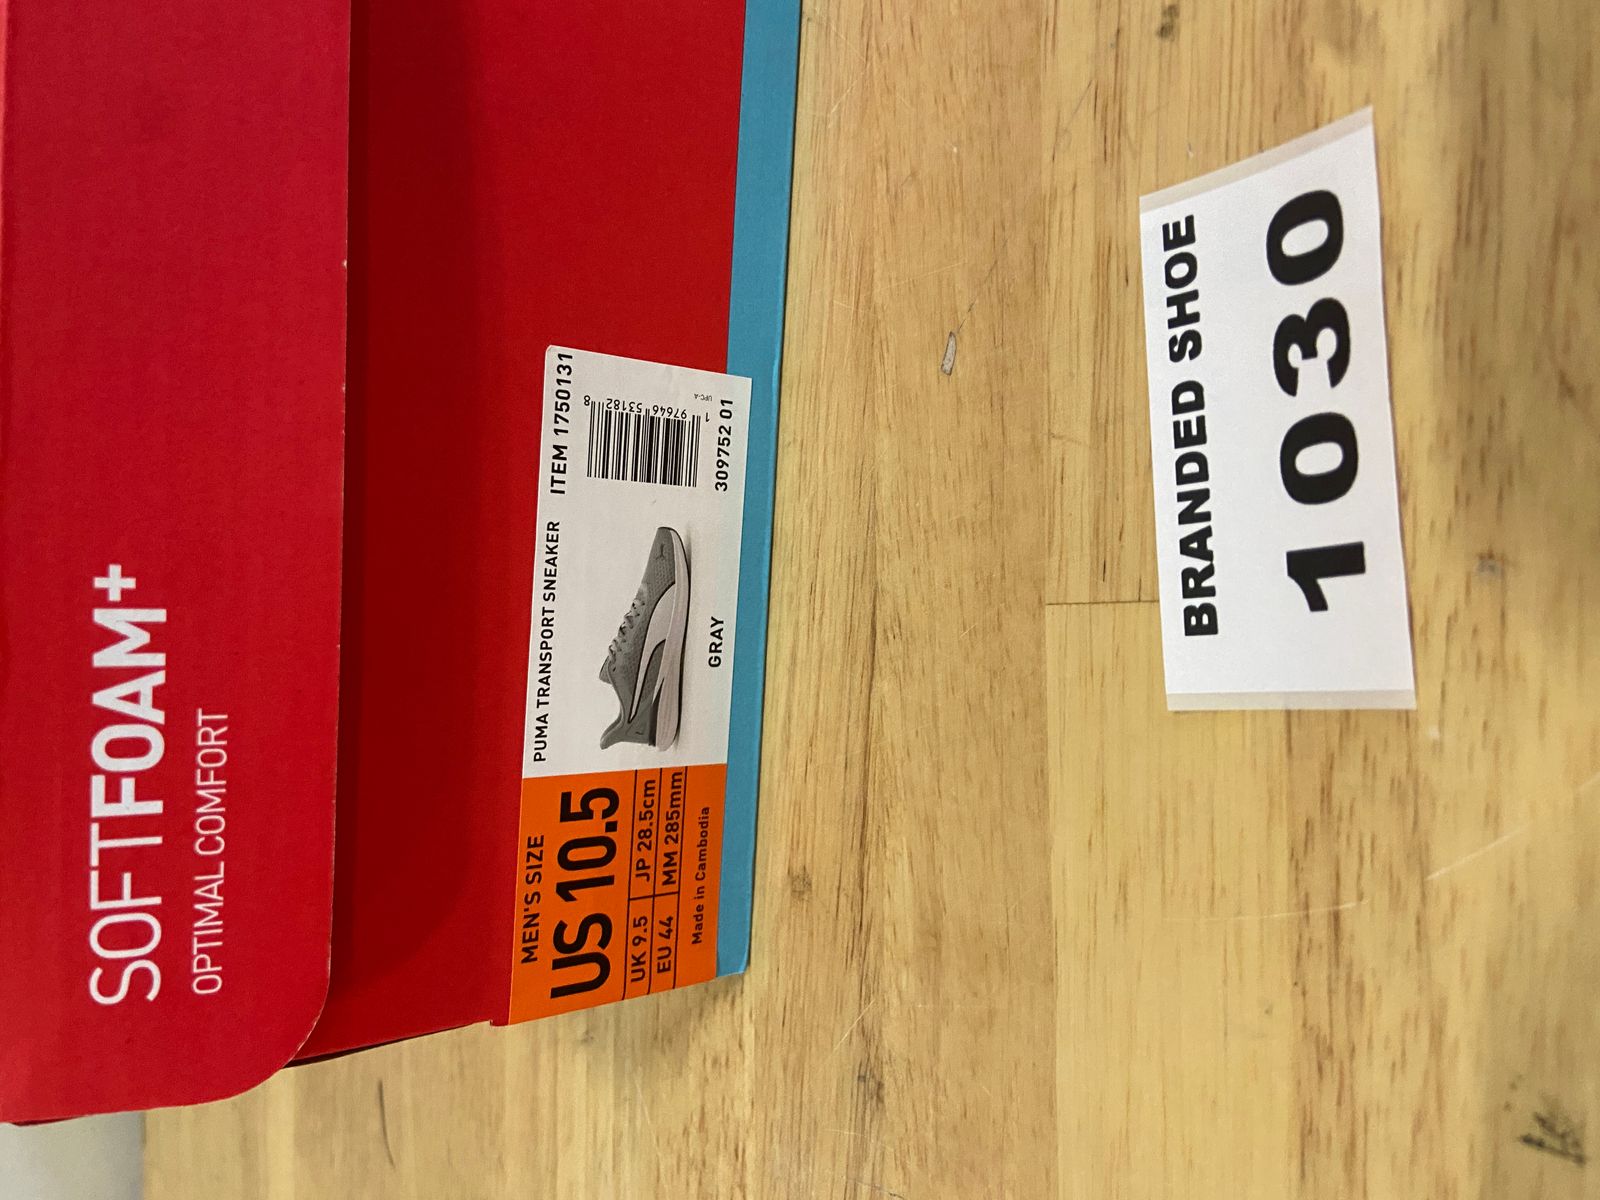 SOFTFOAM+
OPTIMAL COMFORT
MEN'S SIZE
US 10.5
UK 9.5 JP 28.5cm
EU 44 MM 285mm
Made in Cambodia
PUMA TRANSPORT SNEAKER
ITEM 1750131
1 97646 53182 8
UPC-A
GRAY
309752 01
BRANDED SHOE
1030